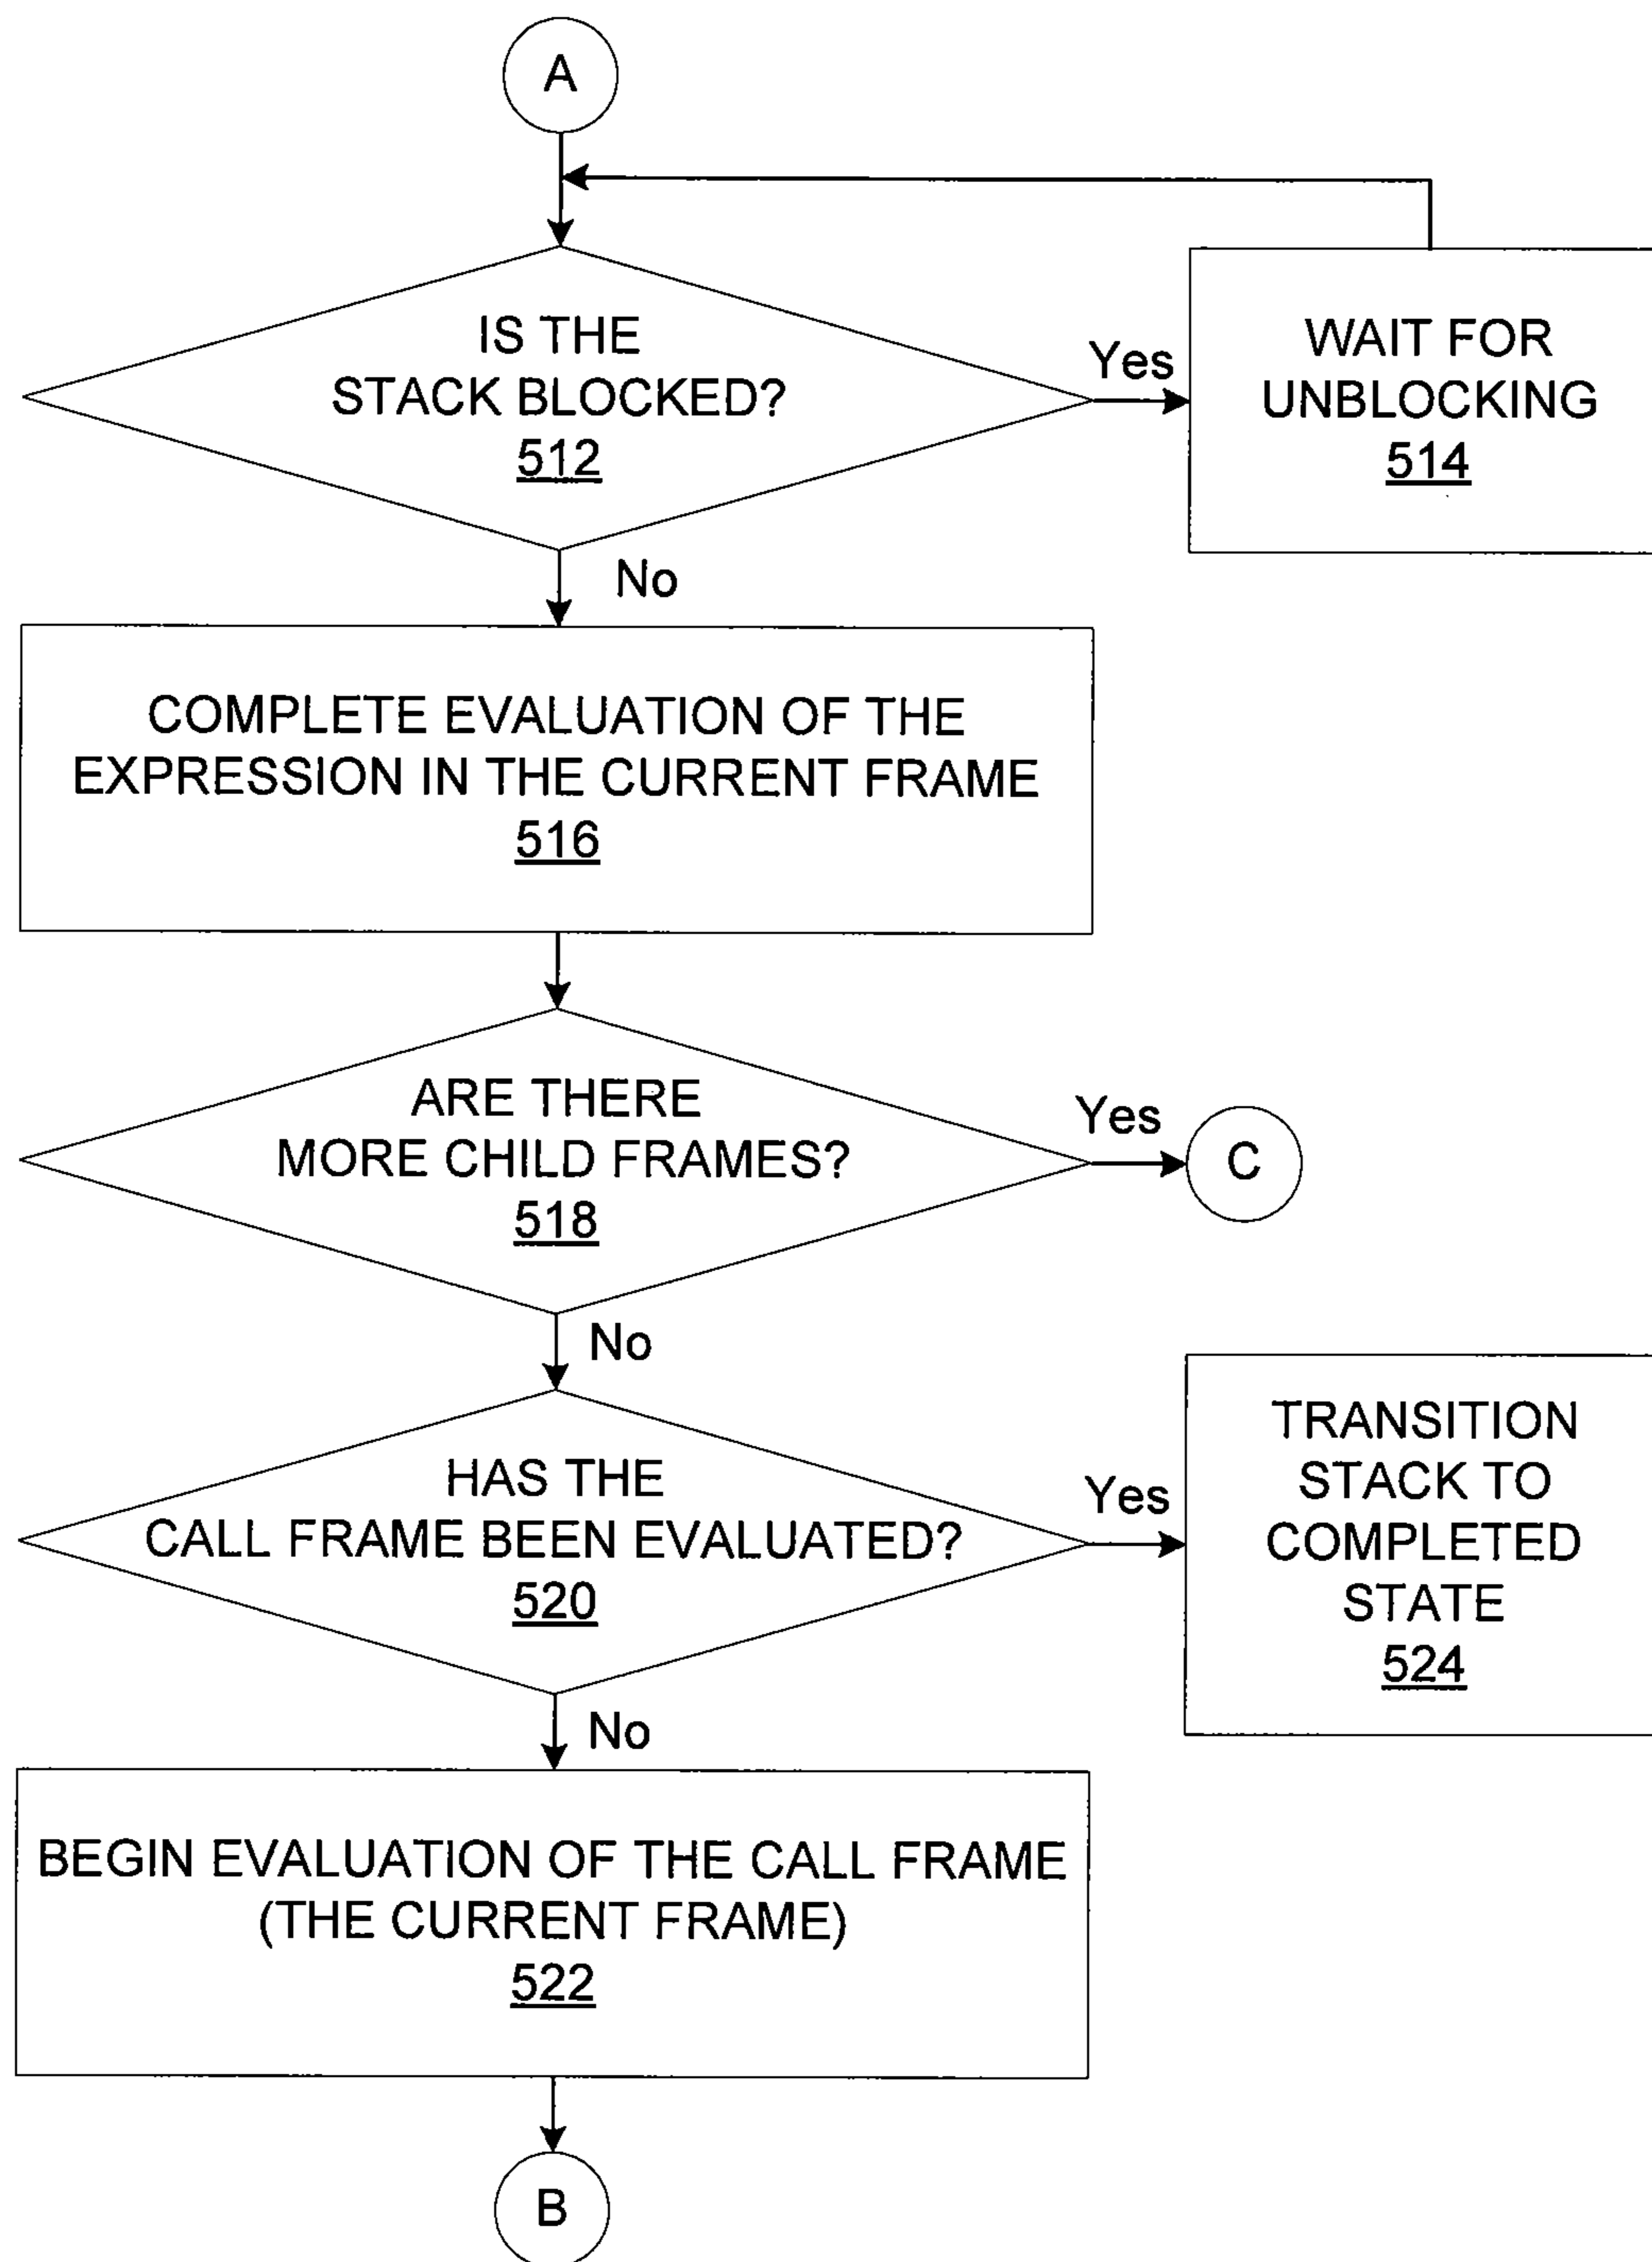 A
IS THE
STACK BLOCKED?
512
Yes
WAIT FOR
UNBLOCKING
514
No
COMPLETE EVALUATION OF THE
EXPRESSION IN THE CURRENT FRAME
516
ARE THERE
MORE CHILD FRAMES?
518
Yes
C
No
HAS THE
CALL FRAME BEEN EVALUATED?
520
Yes
TRANSITION
STACK TO
COMPLETED
STATE
524
No
BEGIN EVALUATION OF THE CALL FRAME
(THE CURRENT FRAME)
522
B